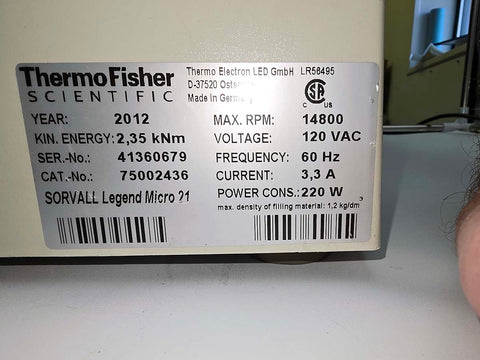 ThermoFisher
SCIENTIFIC
Thermo Electron LED GmbH LR56495
D-37520
Made in Germany
C US
YEAR: 2012
KIN. ENERGY: 2,35 kNm
SER.-No.: 41360679
CAT.-No.: 75002436
SORVALL Legend Micro 21
MAX. RPM: 14800
VOLTAGE: 120 VAC
FREQUENCY: 60 Hz
CURRENT: 3,3 A
POWER CONS.: 220 W
max. density of filling material: 1,2 kg/dm³